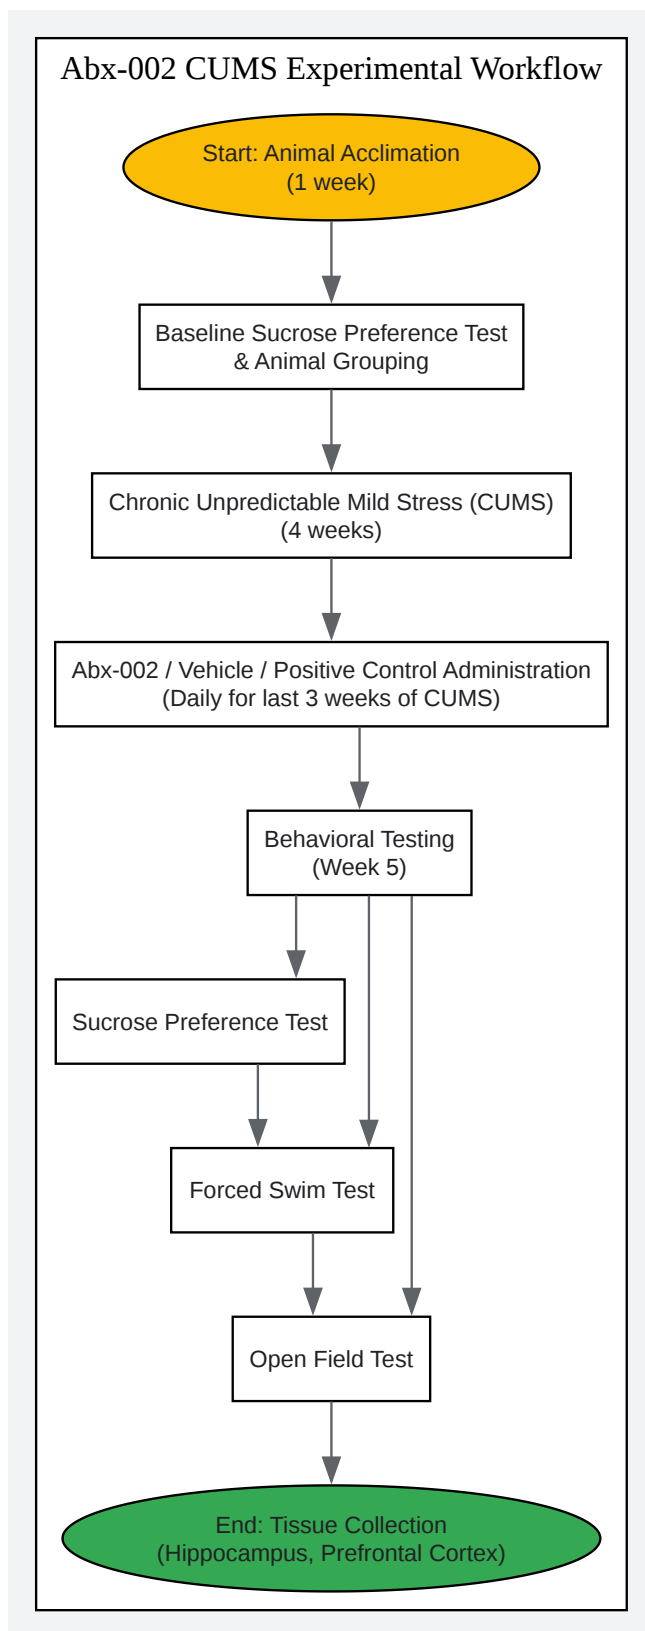 Abx-002 CUMS Experimental Workflow
Start: Animal Acclimation
(1 week)
Baseline Sucrose Preference Test
& Animal Grouping
Chronic Unpredictable Mild Stress (CUMS)
(4 weeks)
Abx-002 / Vehicle / Positive Control Administration
(Daily for last 3 weeks of CUMS)
Behavioral Testing
(Week 5)
Sucrose Preference Test
Forced Swim Test
Open Field Test
End: Tissue Collection
(Hippocampus, Prefrontal Cortex)